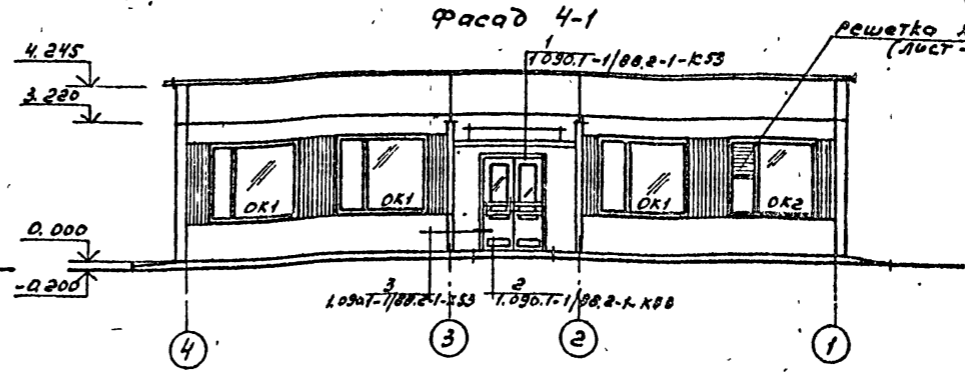 Фасад 4-1
решетка
(лист
4.245
3.220
0.000
-0.200
1
1.090.1-1/88.2-1-К53
ОК1
ОК1
ОК1
ОК2
3
1.090.1-1/88.2-1-К53
2
1.090.1-1/88.2-1-
4
3
2
1